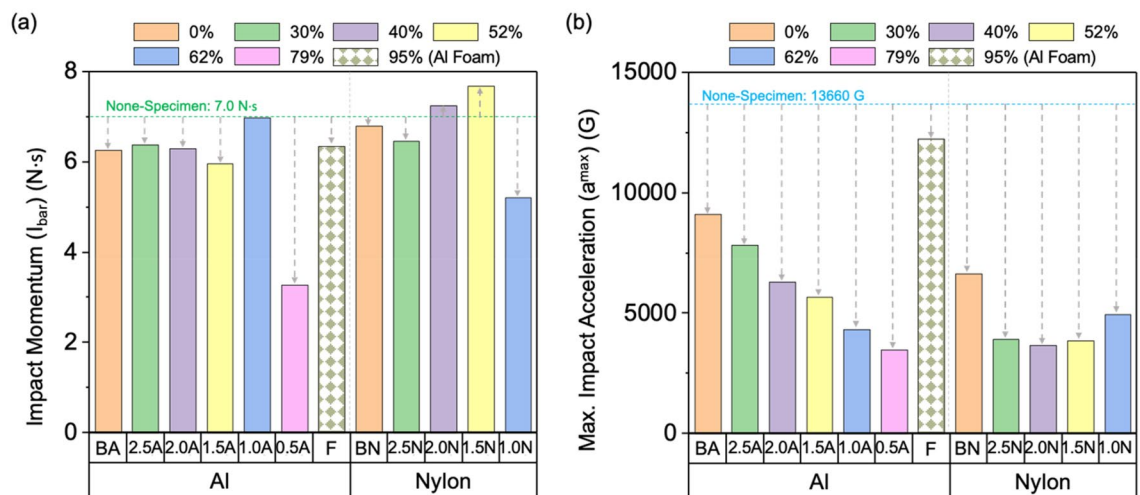 (a)
0% 30% 40% 52%
62% 79% 95% (Al Foam)
8
6
4
2
0
Impact Momentum (I_bar) (N·s)
None-Specimen: 7.0 N·s
BA 2.5A 2.0A 1.5A 1.0A 0.5A F BN 2.5N 2.0N 1.5N 1.0N
Al Nylon
(b)
0% 30% 40% 52%
62% 79% 95% (Al Foam)
15000
10000
5000
0
Max. Impact Acceleration (a^max) (G)
None-Specimen: 13660 G
BA 2.5A 2.0A 1.5A 1.0A 0.5A F BN 2.5N 2.0N 1.5N 1.0N
Al Nylon